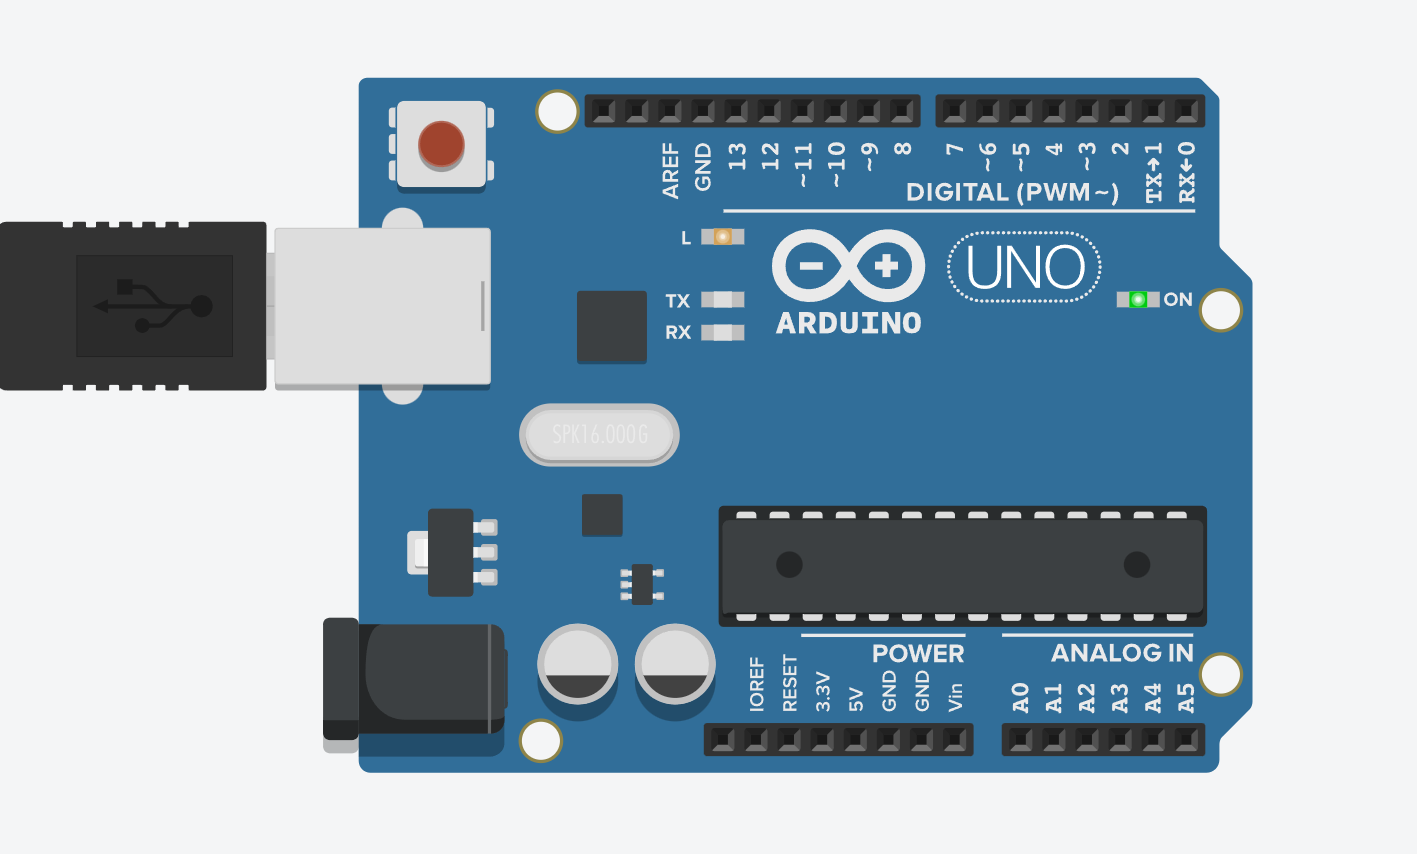 AREF
GND
13
12
~11
~10
~9
8
7
~6
~5
4
~3
2
TX→1
RX←0
DIGITAL (PWM~)
L
TX
RX
UNO
ON
ARDUINO
SPK16.000G
POWER
ANALOG IN
IOREF
RESET
3.3V
5V
GND
GND
Vin
A0
A1
A2
A3
A4
A5